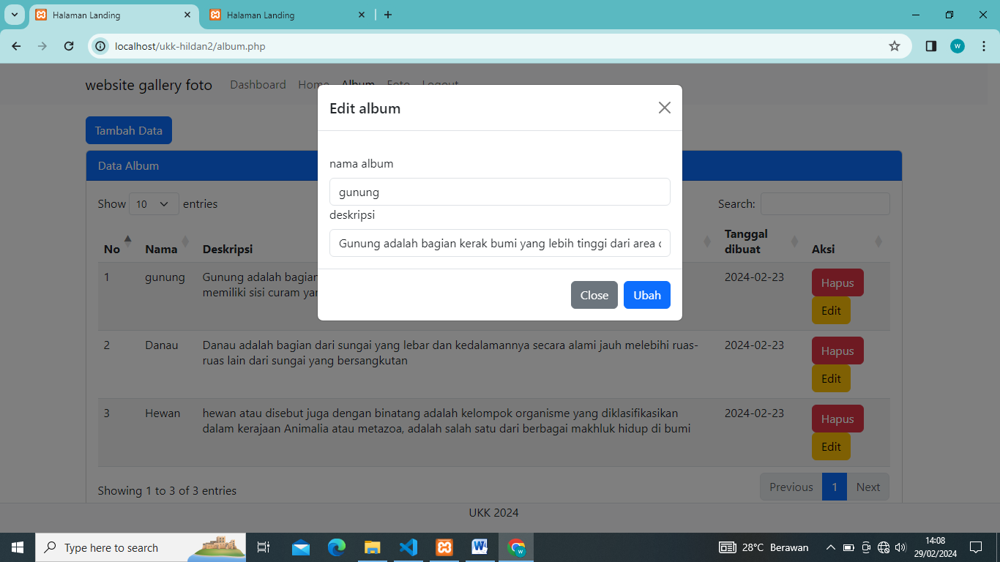 Halaman Landing
Halaman Landing
localhost/ukk-hildan2/album.php
W
website gallery foto Dashboard Home Album Foto Logout
Edit album
Tambah Data
Data Album
nama album
gunung
deskripsi
Gunung adalah bagian kerak bumi yang lebih tinggi dari area
Close Ubah
Show 10 entries
Search:
No Nama Deskripsi Tanggal dibuat Aksi
1 gunung Gunung adalah bagian 2024-02-23 Hapus
memiliki sisi curam Edit
2 Danau Danau adalah bagian dari sungai yang lebar dan kedalamannya secara alami jauh melebihi ruas- 2024-02-23 Hapus
ruas lain dari sungai yang bersangkutan Edit
3 Hewan hewan atau disebut juga dengan binatang adalah kelompok organisme yang diklasifikasikan 2024-02-23 Hapus
dalam kerajaan Animalia atau metazoa, adalah salah satu dari berbagai makhluk hidup di bumi Edit
Showing 1 to 3 of 3 entries
Previous 1 Next
UKK 2024
Type here to search
28°C Berawan
14:08
29/02/2024